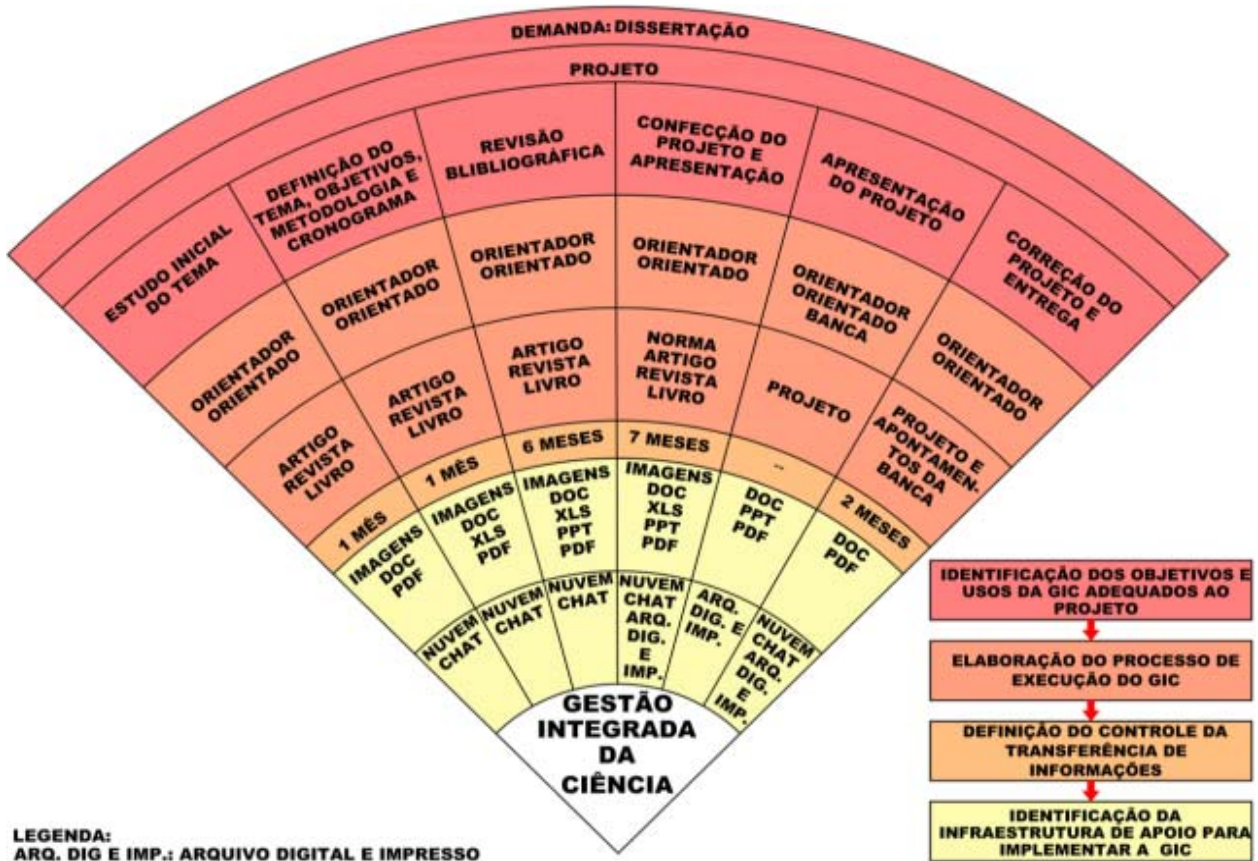 DEMANDA: DISSERTAÇÃO
PROJETO
ESTUDO INICIAL
DO TEMA
DEFINIÇÃO DO
TEMA, OBJETIVOS,
METODOLOGIA E
CRONOGRAMA
REVISÃO
BLIBLIOGRÁFICA
CONFECÇÃO DO
PROJETO E
APRESENTAÇÃO
APRESENTAÇÃO
DO PROJETO
CORREÇÃO DO
PROJETO E
ENTREGA
ORIENTADOR
ORIENTADO
ORIENTADOR
ORIENTADO
ORIENTADOR
ORIENTADO
ORIENTADOR
ORIENTADO
ORIENTADOR
ORIENTADO
BANCA
ORIENTADOR
ORIENTADO
ARTIGO
REVISTA
LIVRO
ARTIGO
REVISTA
LIVRO
ARTIGO
REVISTA
LIVRO
NORMA
ARTIGO
REVISTA
LIVRO
PROJETO
PROJETO E
APONTAMEN-
TOS DA
BANCA
1 MÊS
1 MÊS
6 MESES
7 MESES
--
2 MESES
IMAGENS
DOC
PDF
IMAGENS
DOC
XLS
PDF
IMAGENS
DOC
XLS
PPT
PDF
IMAGENS
DOC
XLS
PPT
PDF
DOC
PPT
PDF
DOC
PDF
NUVEM
CHAT
NUVEM
CHAT
NUVEM
CHAT
NUVEM
CHAT
ARQ.
DIG.
E
IMP.
ARQ.
DIG. E
IMP.
NUVEM
CHAT
ARQ.
DIG.
E
IMP.
GESTÃO
INTEGRADA
DA
CIÊNCIA
IDENTIFICAÇÃO DOS OBJETIVOS E
USOS DA GIC ADEQUADOS AO
PROJETO
ELABORAÇÃO DO PROCESSO DE
EXECUÇÃO DO GIC
DEFINIÇÃO DO CONTROLE DA
TRANSFERÊNCIA DE
INFORMAÇÕES
IDENTIFICAÇÃO DA
INFRAESTRUTURA DE APOIO PARA
IMPLEMENTAR A GIC
LEGENDA:
ARQ. DIG E IMP.: ARQUIVO DIGITAL E IMPRESSO